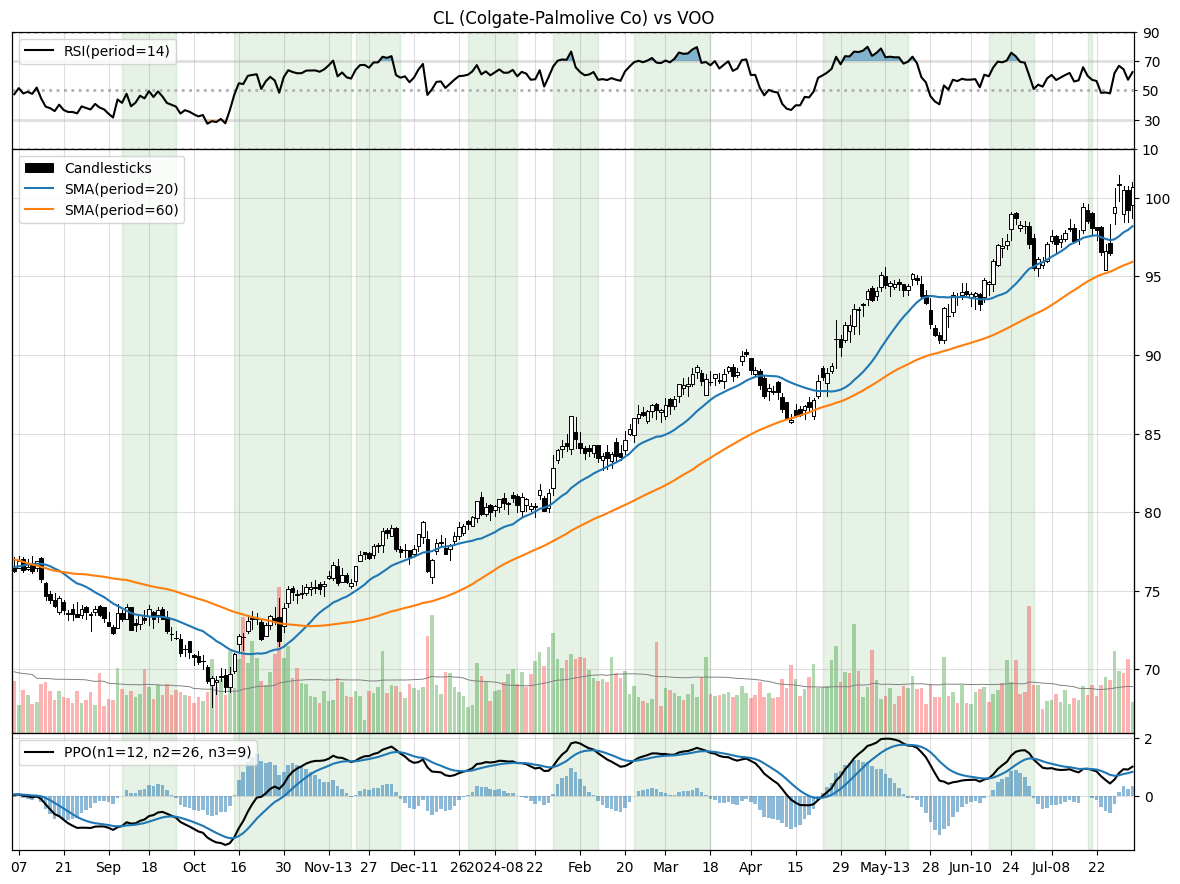 CL (Colgate-Palmolive Co) vs VOO
RSI(period=14)
90
70
50
30
10
Candlesticks
SMA(period=20)
SMA(period=60)
100
95
90
85
80
75
70
PPO(n1=12, n2=26, n3=9)
2
0
07 21 Sep 18 Oct 16 30 Nov-13 27 Dec-11 26 2024-08 22 Feb 20 Mar 18 Apr 15 29 May-13 28 Jun-10 24 Jul-08 22